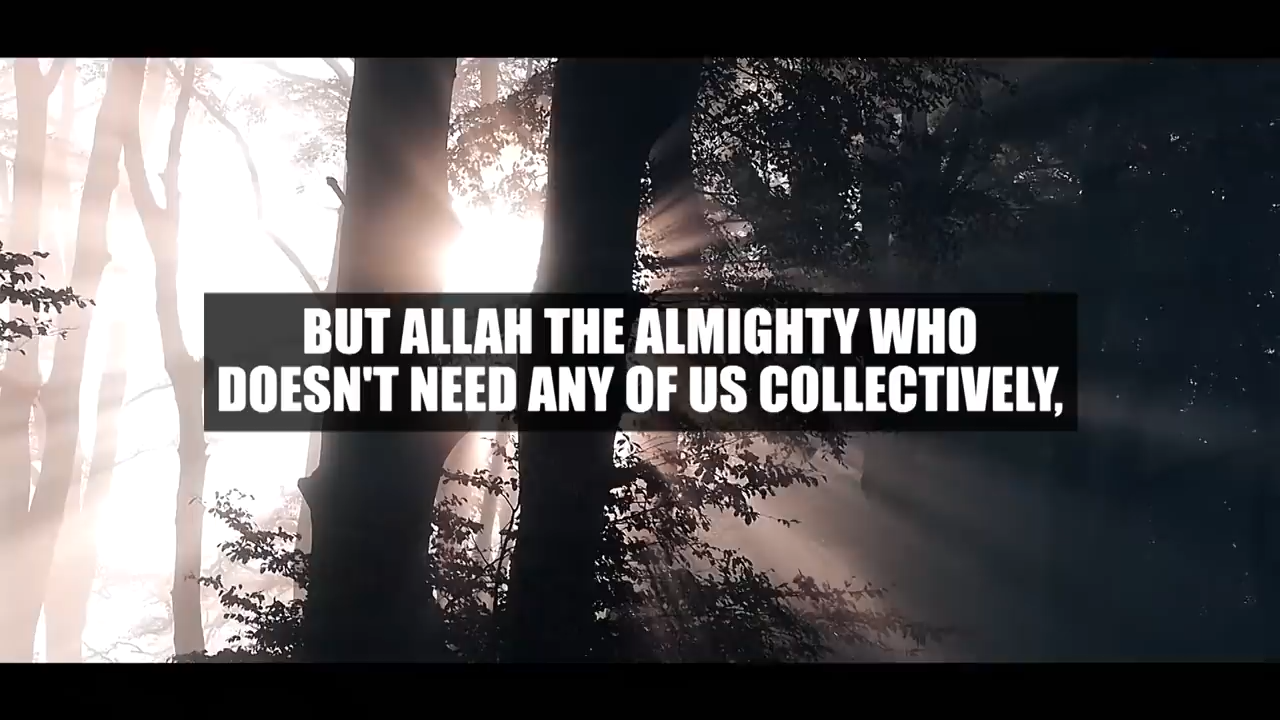 BUT ALLAH THE ALMIGHTY WHO
DOESN'T NEED ANY OF US COLLECTIVELY,